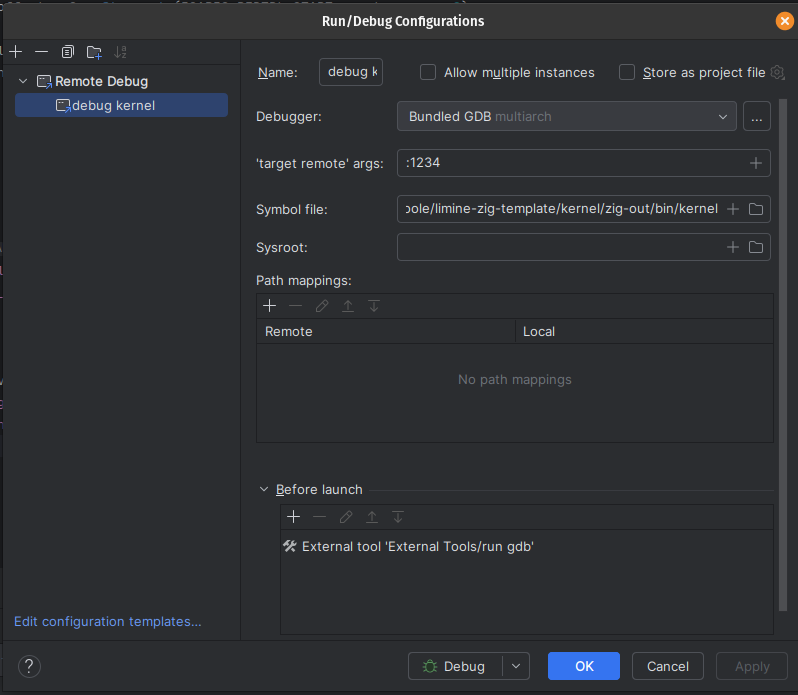 Run/Debug Configurations
Remote Debug
debug kernel
Name: debug k Allow multiple instances Store as project file
Debugger: Bundled GDB multiarch ...
'target remote' args: :1234
Symbol file: oole/limine-zig-template/kernel/zig-out/bin/kernel
Sysroot:
Path mappings:
Remote Local
No path mappings
Before launch
External tool 'External Tools/run gdb'
Edit configuration templates...
? Debug OK Cancel Apply